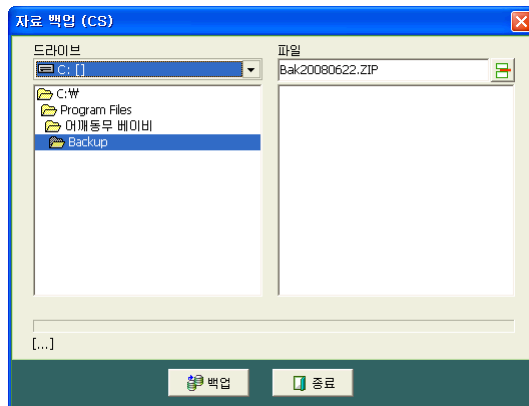 자료 백업 (CS)
드라이브
파일
C: []
Bak20080622.ZIP
C:₩
Program Files
어깨동무 베이비
Backup
[...]
백업
종료